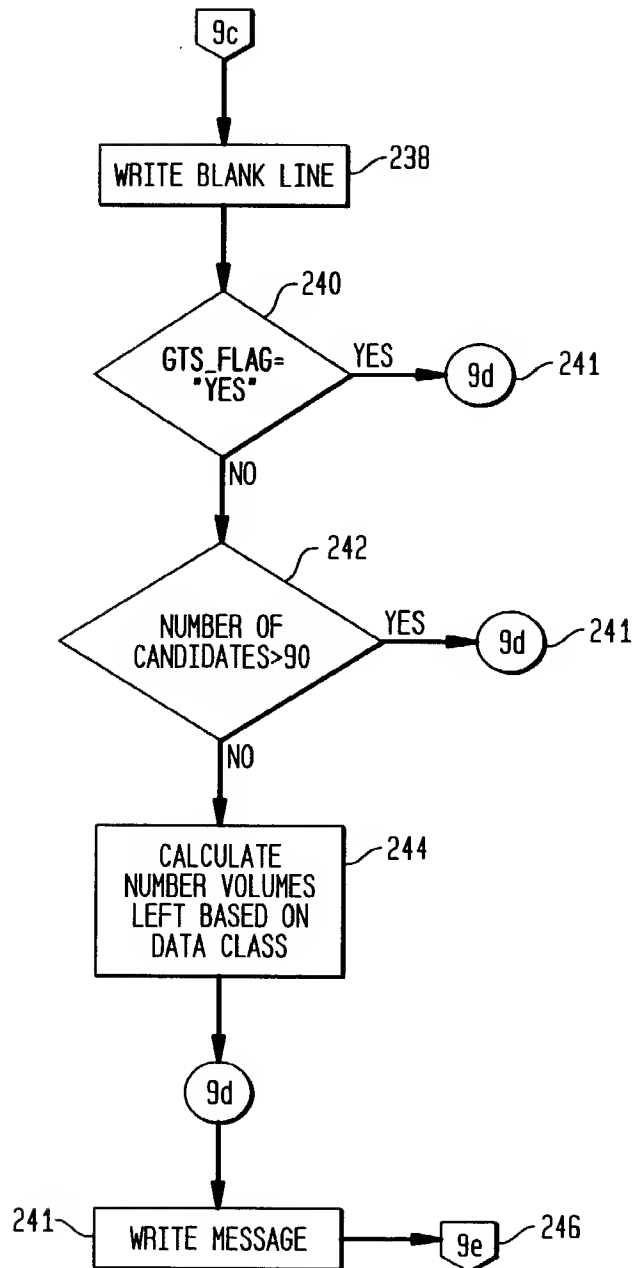 9c
WRITE BLANK LINE
238
240
GTS_FLAG=
"YES"
YES
9d
241
NO
242
NUMBER OF
CANDIDATES>90
YES
9d
241
NO
CALCULATE
NUMBER VOLUMES
LEFT BASED ON
DATA CLASS
244
9d
241
WRITE MESSAGE
9e
246